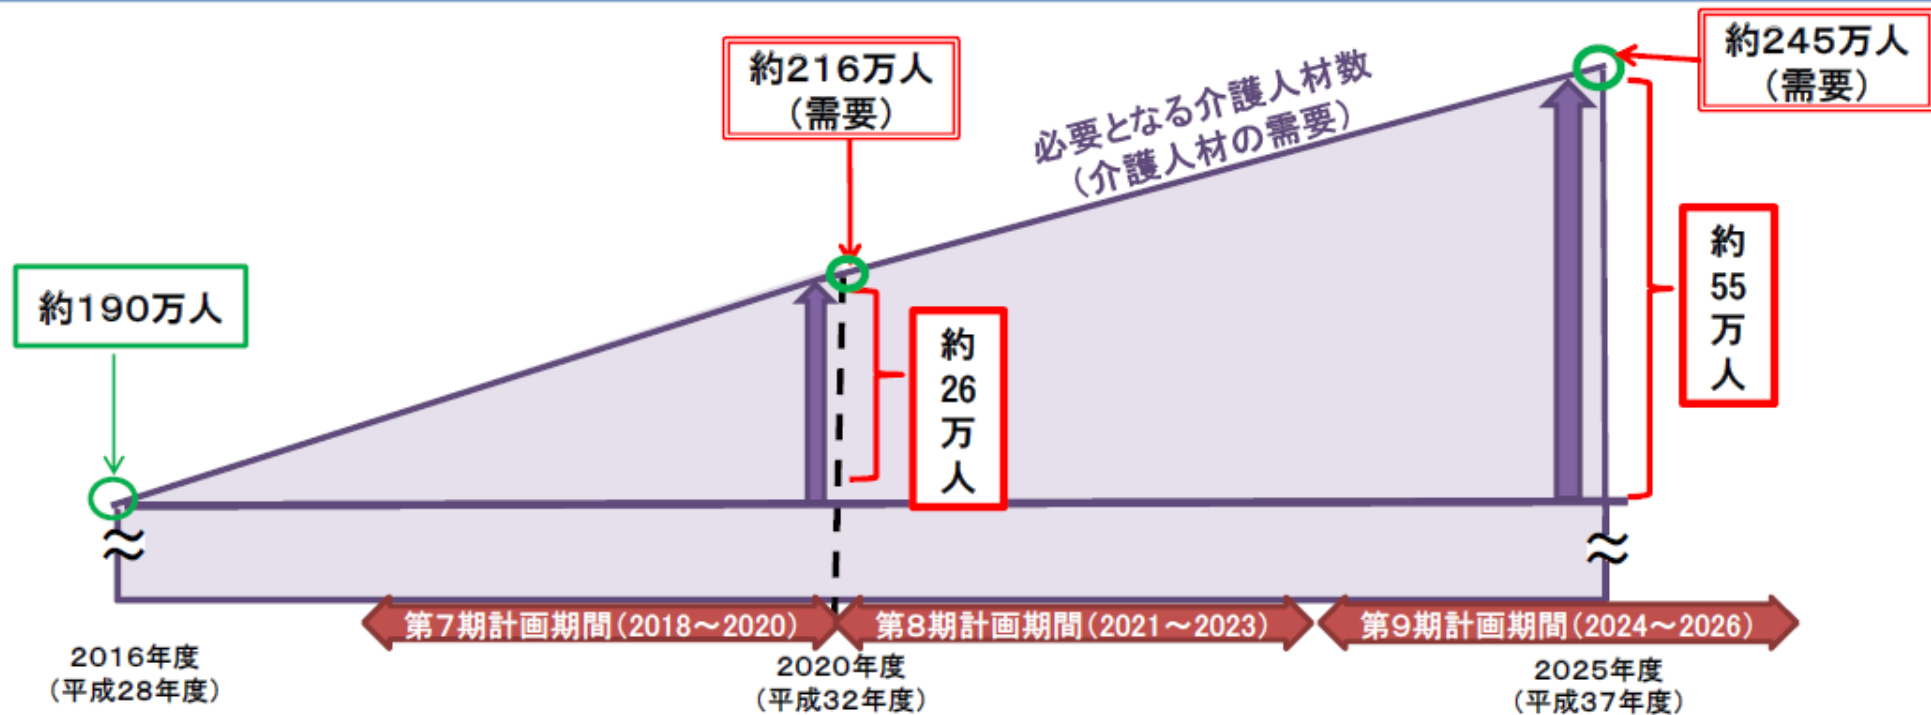 約245万人
(需要)
約216万人
(需要)
必要となる介護人材数
(介護人材の需要)
約190万人
約
55
万
人
約
26
万
人
第7期計画期間(2018~2020)
第8期計画期間(2021~2023)
第9期計画期間(2024~2026)
2016年度
(平成28年度)
2020年度
(平成32年度)
2025年度
(平成37年度)